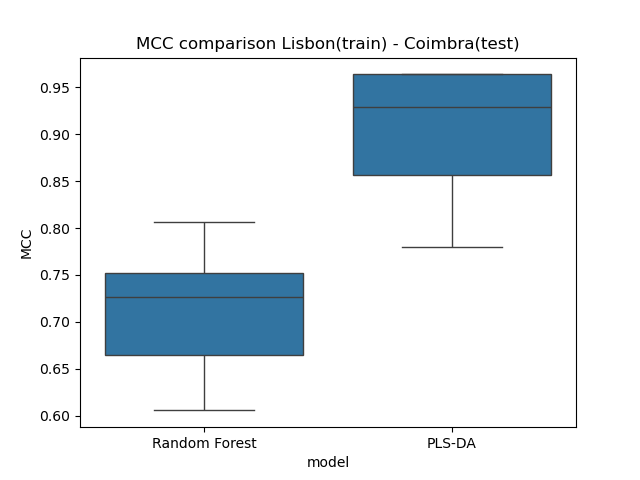 MCC comparison Lisbon(train) - Coimbra(test)
0.95
0.90
0.85
0.80
0.75
0.70
0.65
0.60
MCC
Random Forest
PLS-DA
model